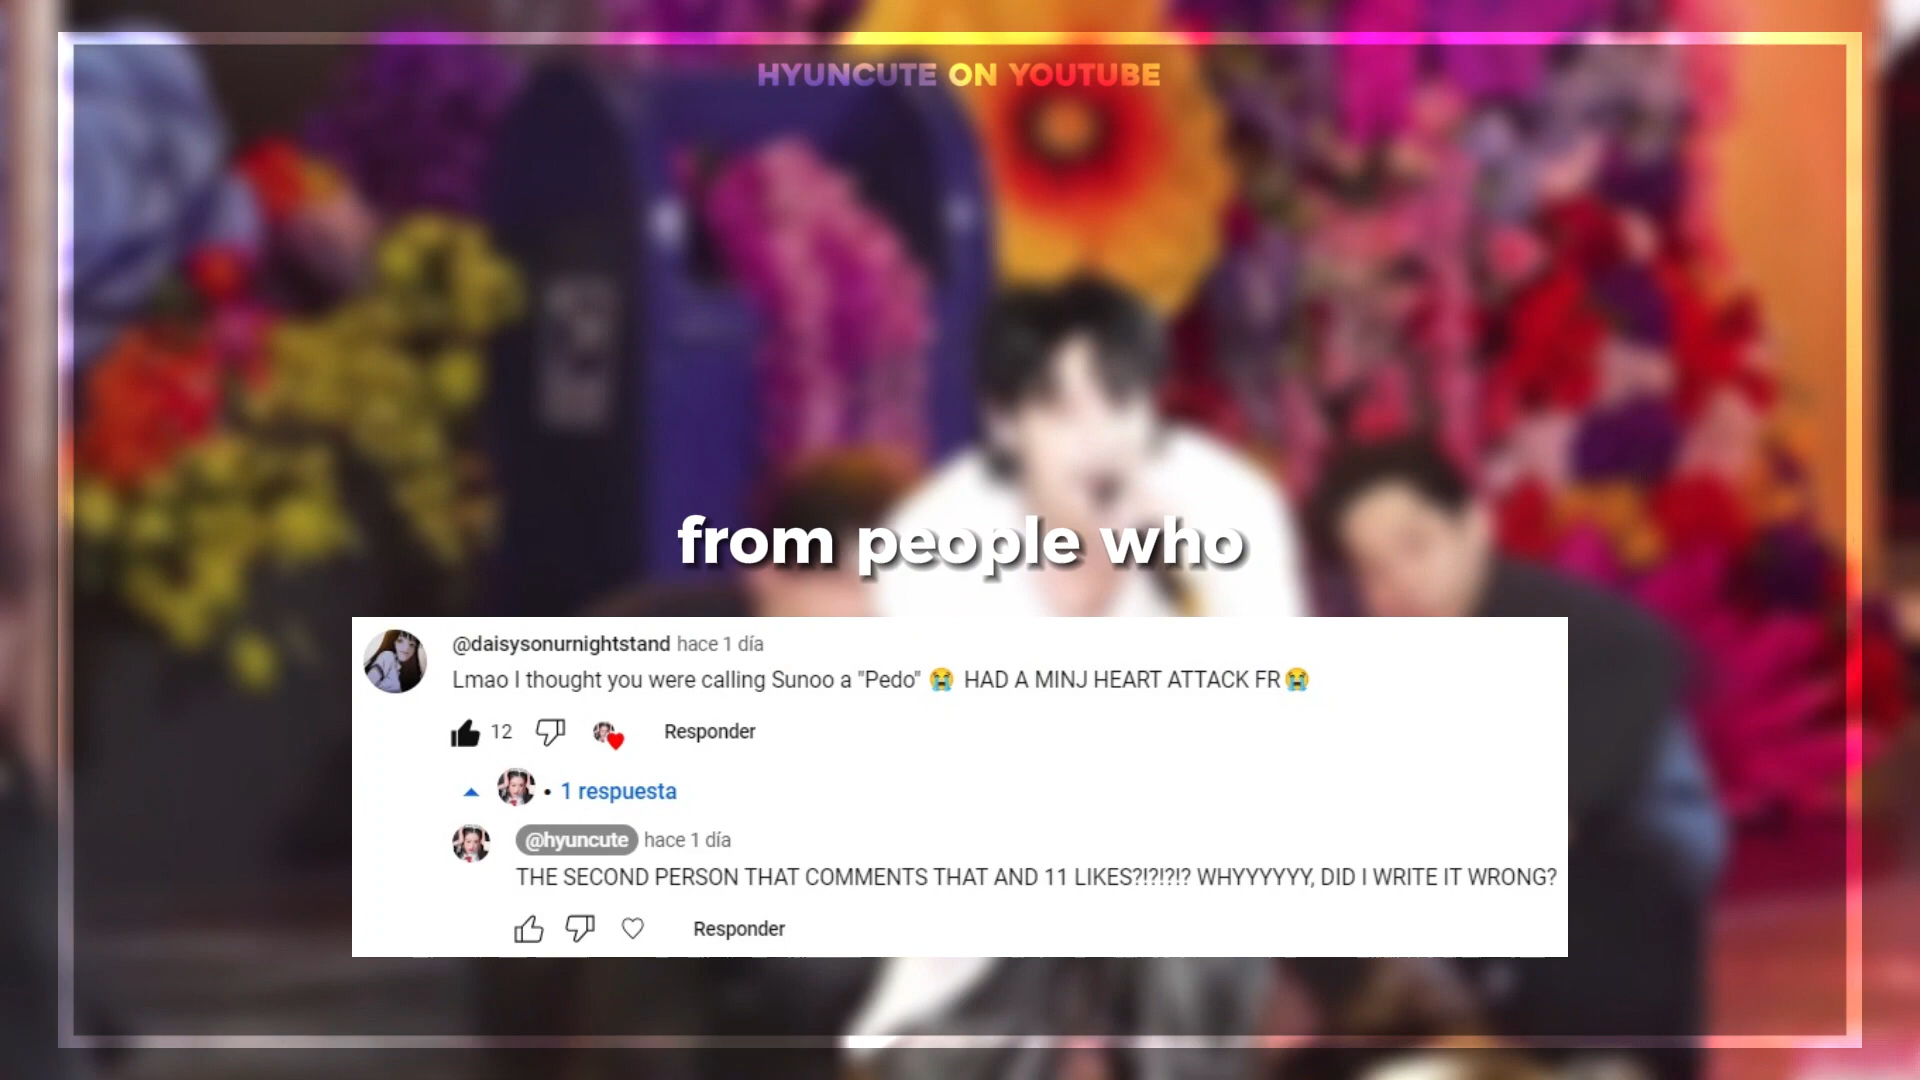 HYUNCUTE ON YOUTUBE
from people who
@daisysonurnightstand hace 1 día
Lmao I thought you were calling Sunoo a "Pedo" 😭 HAD A MINJ HEART ATTACK FR😭
12 Responder
• 1 respuesta
@hyuncute hace 1 día
THE SECOND PERSON THAT COMMENTS THAT AND 11 LIKES?!?!?!? WHYYYYYY, DID I WRITE IT WRONG?
Responder